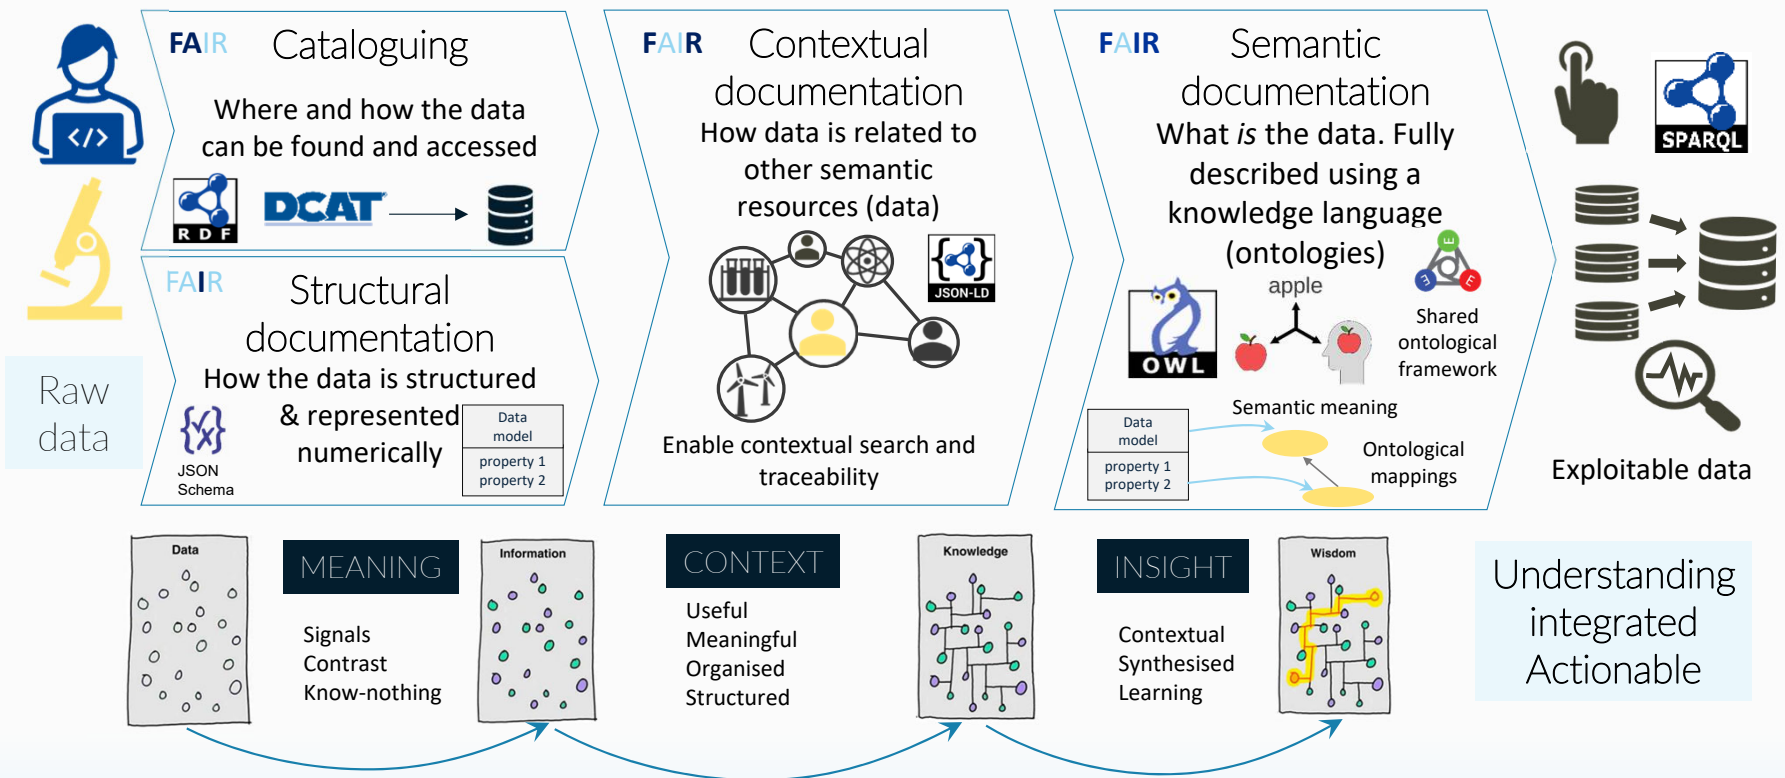 FAIR
Cataloguing
Where and how the data
can be found and accessed
</>
RDF
DCAT
FAIR
Structural
documentation
How the data is structured
& represented
numerically
JSON
Schema
Data
model
property 1
property 2
Raw
data
FAIR
Contextual
documentation
How data is related to
other semantic
resources (data)
JSON-LD
Enable contextual search and
traceability
FAIR
Semantic
documentation
What is the data. Fully
described using a
knowledge language
(ontologies)
apple
OWL
E
E
E
Shared
ontological
framework
Semantic meaning
Data
model
property 1
property 2
Ontological
mappings
SPARQL
Exploitable data
Data
MEANING
Signals
Contrast
Know-nothing
Information
CONTEXT
Useful
Meaningful
Organised
Structured
Knowledge
INSIGHT
Contextual
Synthesised
Learning
Wisdom
Understanding
integrated
Actionable